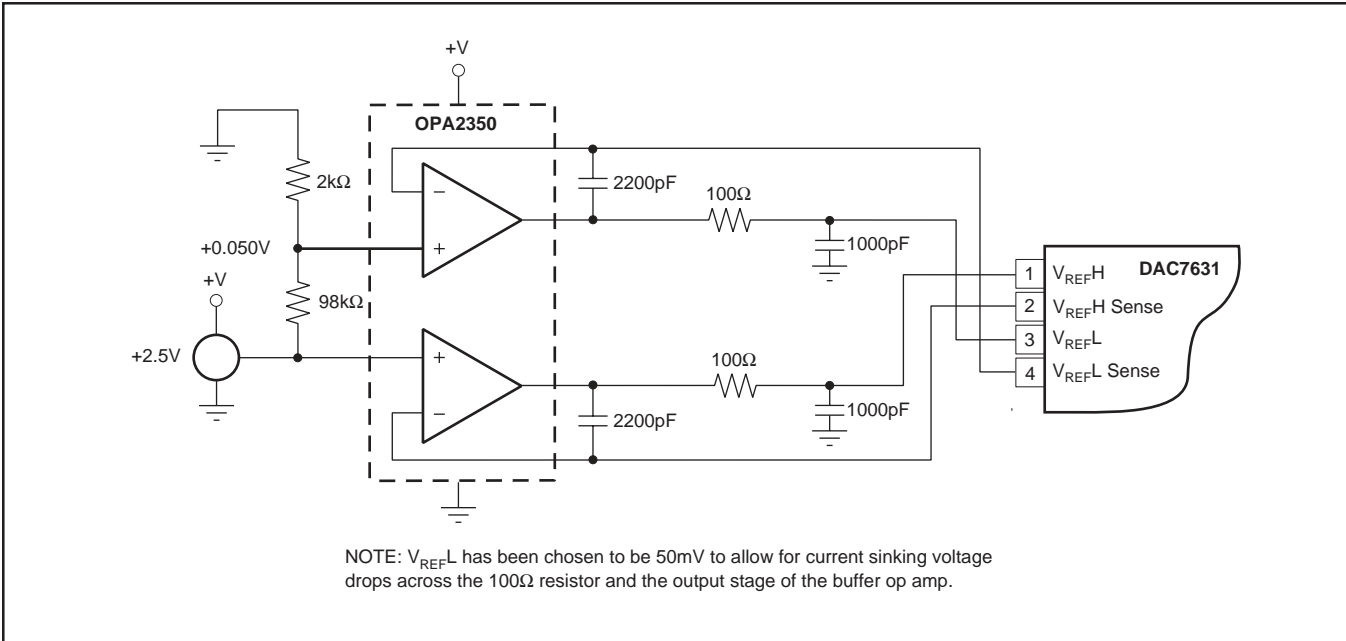 +V
OPA2350
2kΩ
−
+
2200pF
100Ω
1000pF
+0.050V
+V
98kΩ
+2.5V
+
−
2200pF
100Ω
1000pF
DAC7631
1 VREFH
2 VREFH Sense
3 VREFL
4 VREFL Sense
NOTE: VREFL has been chosen to be 50mV to allow for current sinking voltage
drops across the 100Ω resistor and the output stage of the buffer op amp.